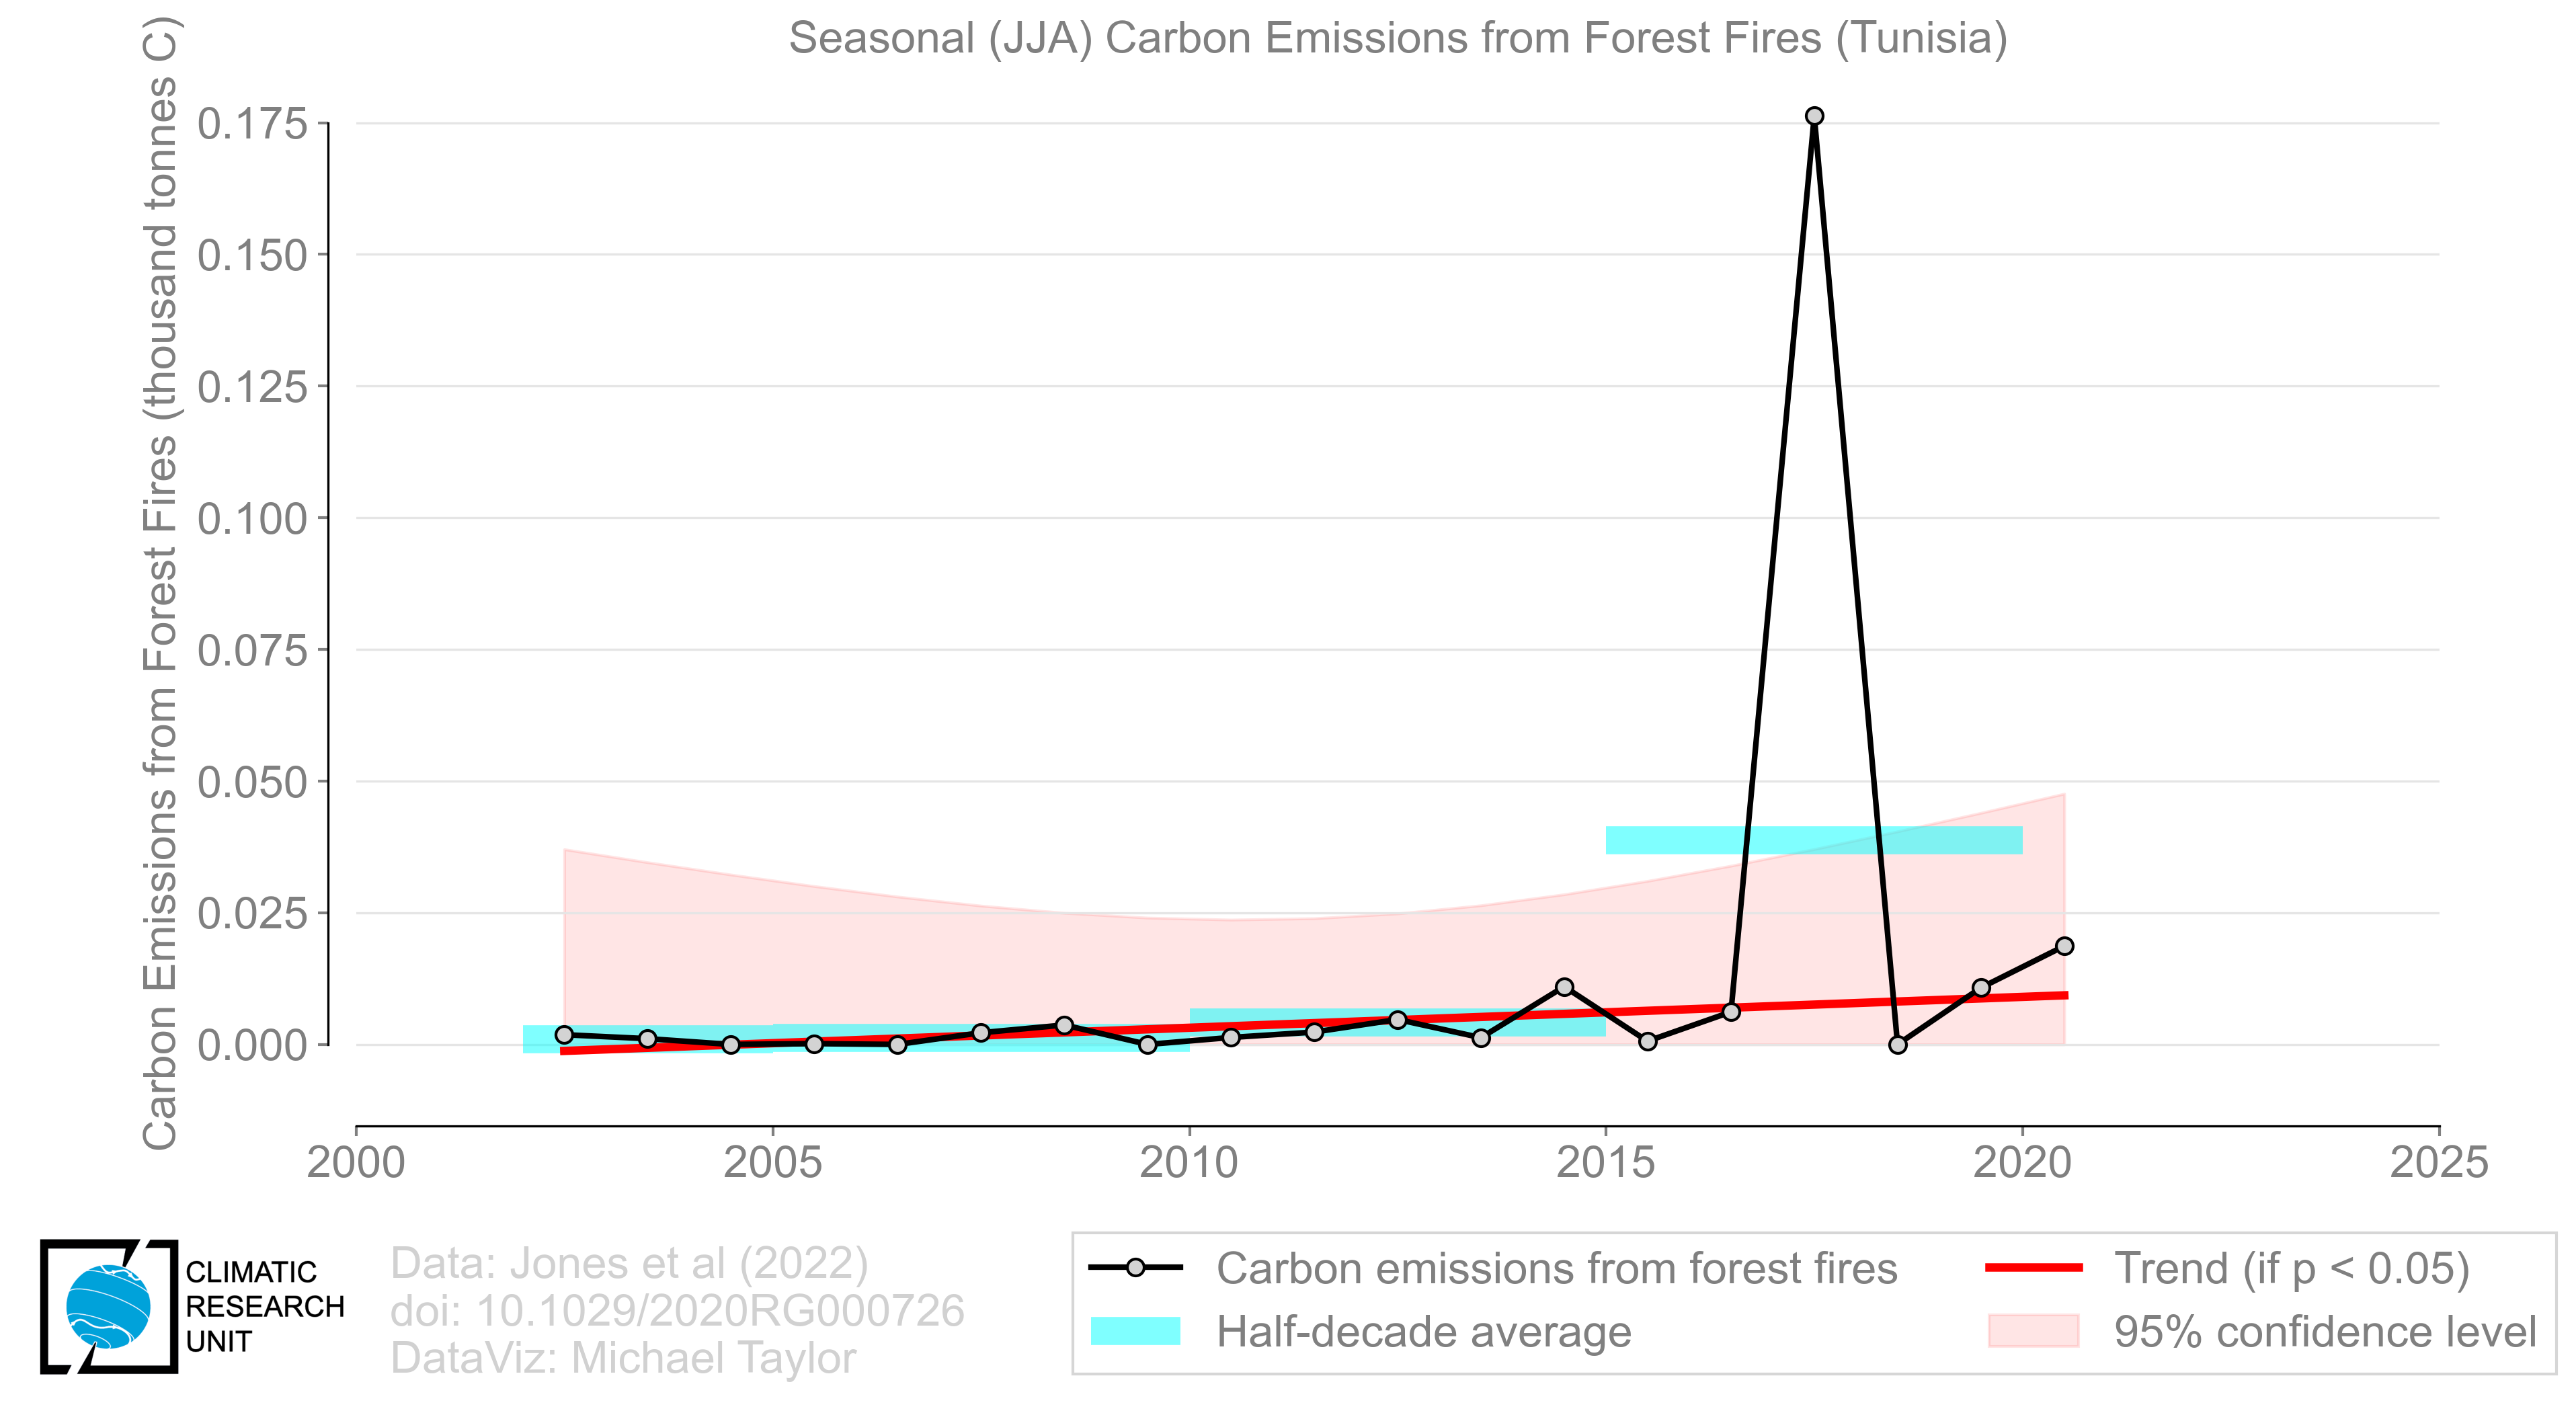 Seasonal (JJA) Carbon Emissions from Forest Fires (Tunisia)
Carbon Emissions from Forest Fires (thousand tonnes C)
0.175
0.150
0.125
0.100
0.075
0.050
0.025
0.000
2000 2005 2010 2015 2020 2025
CLIMATIC
RESEARCH
UNIT
Data: Jones et al (2022)
doi: 10.1029/2020RG000726
DataViz: Michael Taylor
Carbon emissions from forest fires
Half-decade average
Trend (if p < 0.05)
95% confidence level